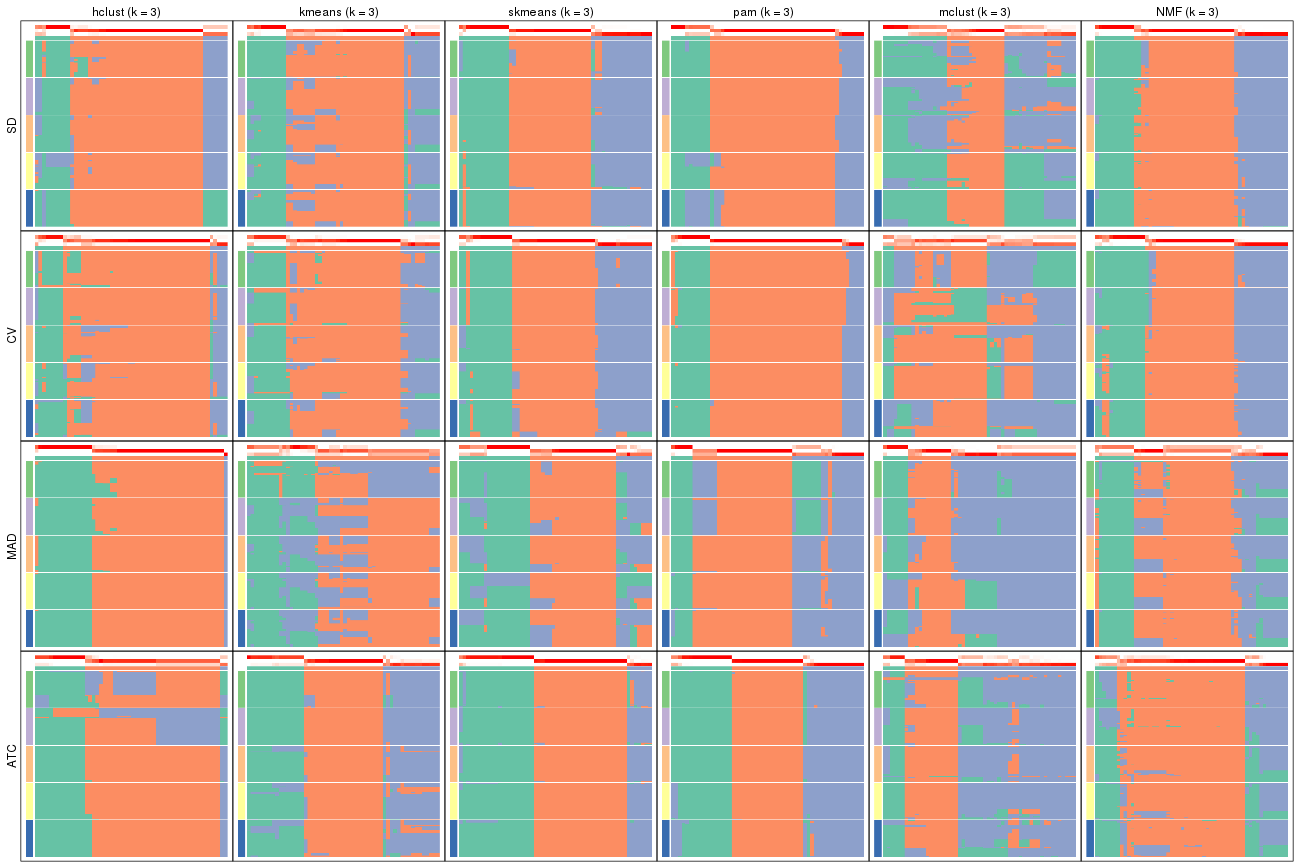 hclust (k = 3) kmeans (k = 3) skmeans (k = 3) pam (k = 3) mclust (k = 3) NMF (k = 3)
SD
CV
MAD
ATC